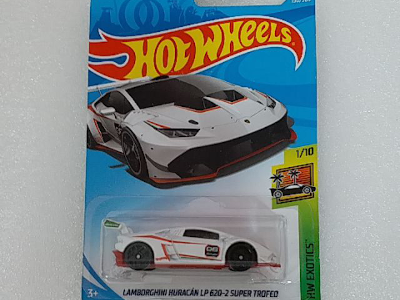 HOT WHEELS
1/10
HW EXOTICS
LAMBORGHINI HURACÁN LP 620-2 SUPER TROFEO
3+